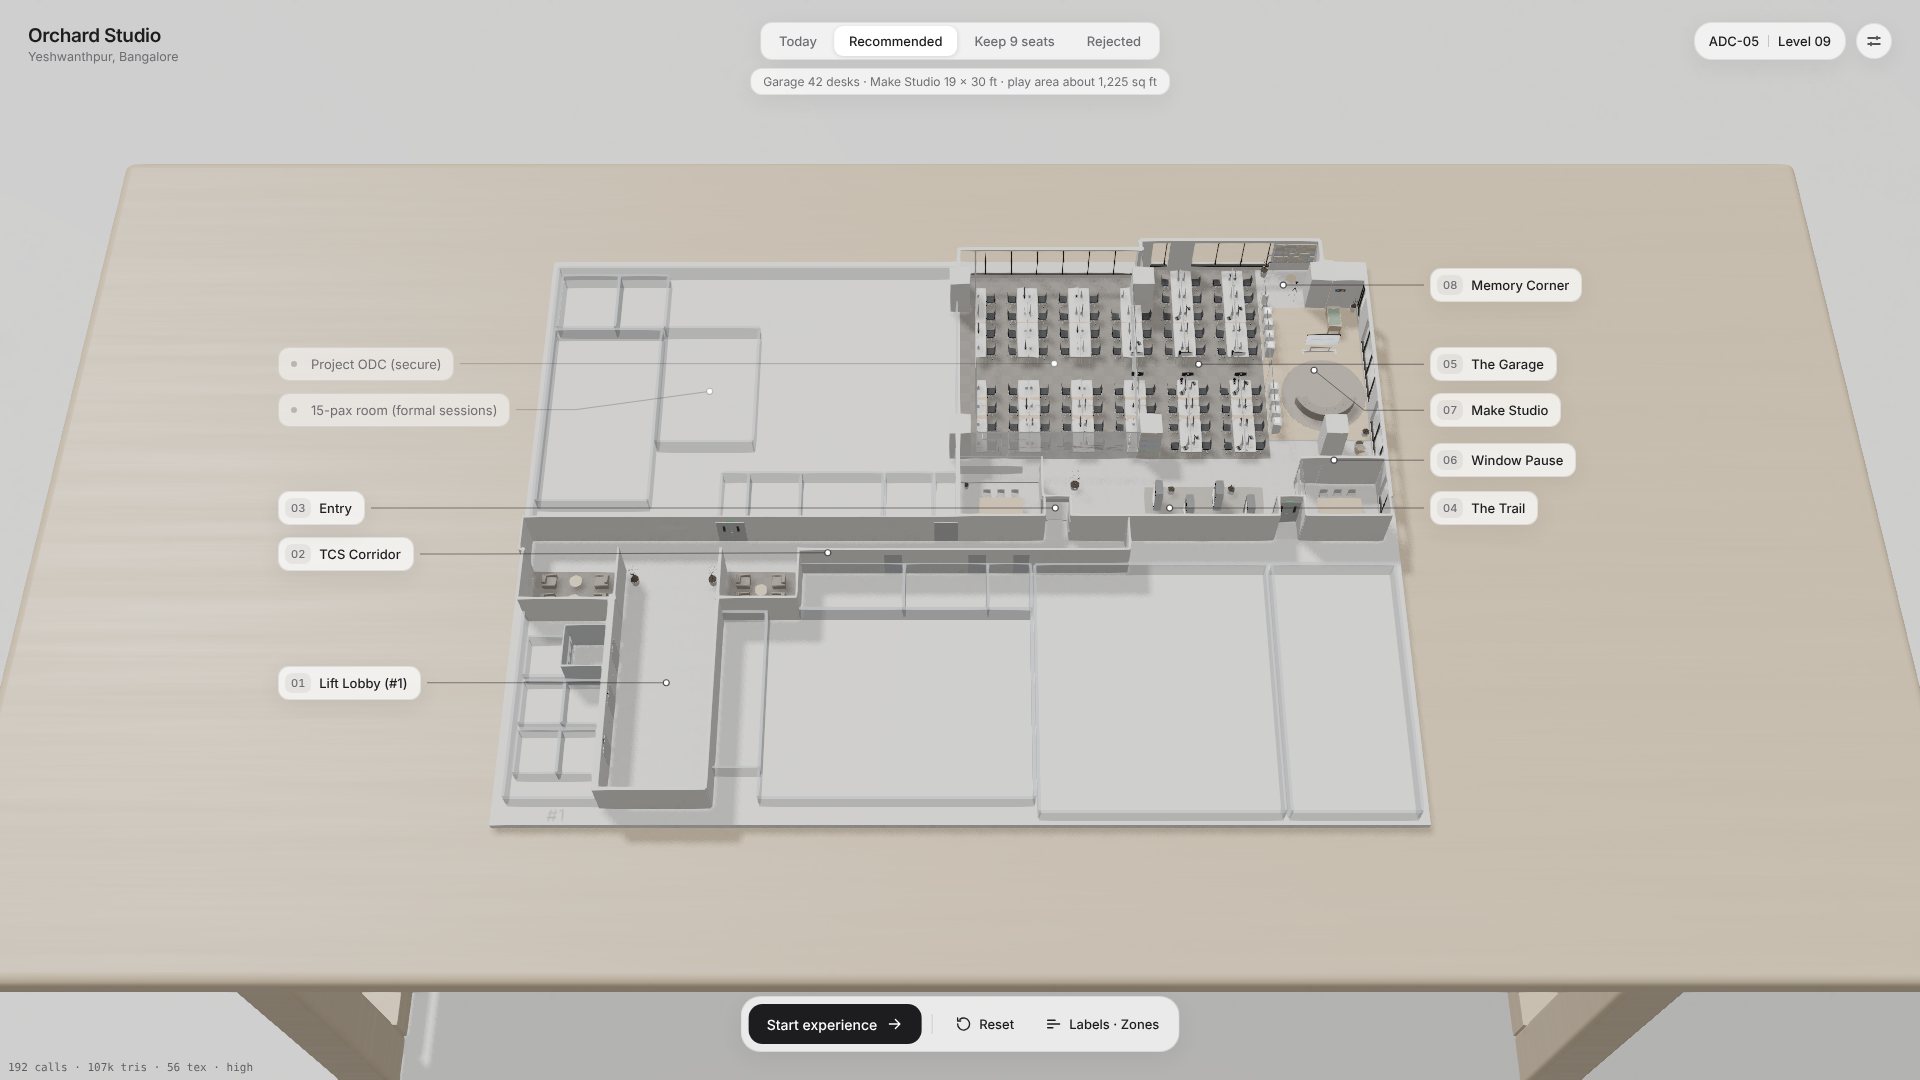 Orchard Studio
Yeshwanthpur, Bangalore
Today
Recommended
Keep 9 seats
Rejected
Garage 42 desks · Make Studio 19 × 30 ft · play area about 1,225 sq ft
ADC-05
Level 09
08 Memory Corner
Project ODC (secure)
05 The Garage
15-pax room (formal sessions)
07 Make Studio
06 Window Pause
03 Entry
04 The Trail
02 TCS Corridor
01 Lift Lobby (#1)
#1
Start experience
Reset
Labels · Zones
192 calls · 107k tris · 56 tex · high